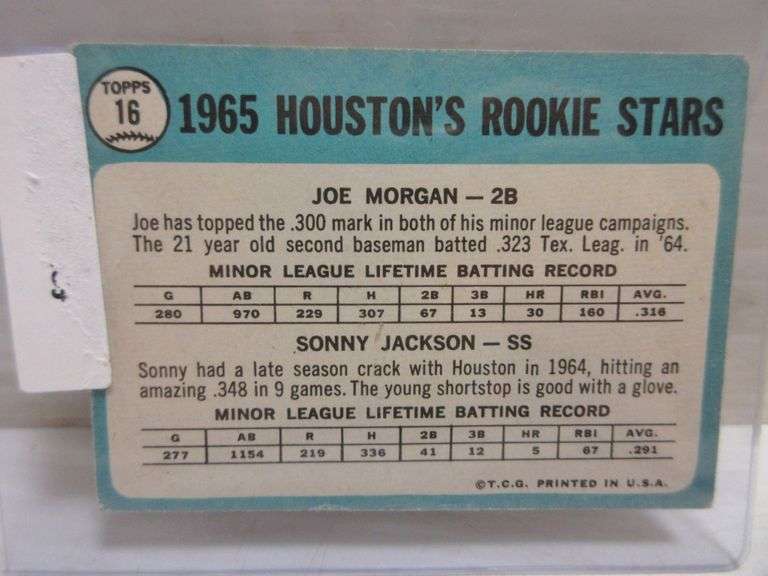 TOPPS
16
1965 HOUSTON'S ROOKIE STARS
JOE MORGAN — 2B
Joe has topped the .300 mark in both of his minor league campaigns.
The 21 year old second baseman batted .323 Tex. Leag. in '64.
MINOR LEAGUE LIFETIME BATTING RECORD
G AB R H 2B 3B HR RBI AVG.
280 970 229 307 67 13 30 160 .316
SONNY JACKSON — SS
Sonny had a late season crack with Houston in 1964, hitting an
amazing .348 in 9 games. The young shortstop is good with a glove.
MINOR LEAGUE LIFETIME BATTING RECORD
G AB R H 2B 3B HR RBI AVG.
277 1154 219 336 41 12 5 67 .291
©T.C.G. PRINTED IN U.S.A.